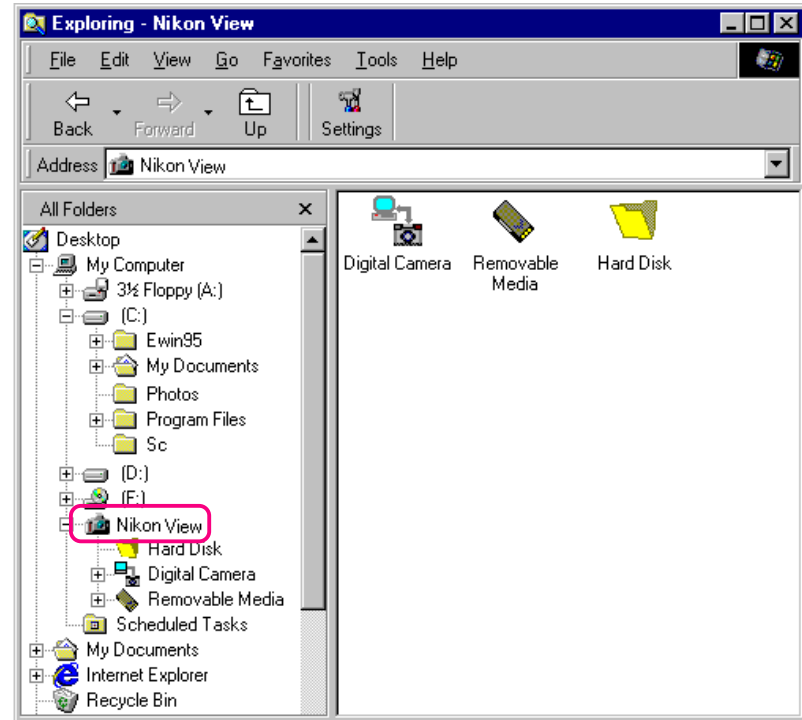 Exploring - Nikon View
File Edit View Go Favorites Tools Help
Back Forward Up Settings
Address Nikon View
All Folders
Desktop
My Computer
3½ Floppy (A:)
(C:)
Ewin95
My Documents
Photos
Program Files
Sc
(D:)
(E:)
Nikon View
Hard Disk
Digital Camera
Removable Media
Scheduled Tasks
My Documents
Internet Explorer
Recycle Bin
Digital Camera
Removable Media
Hard Disk